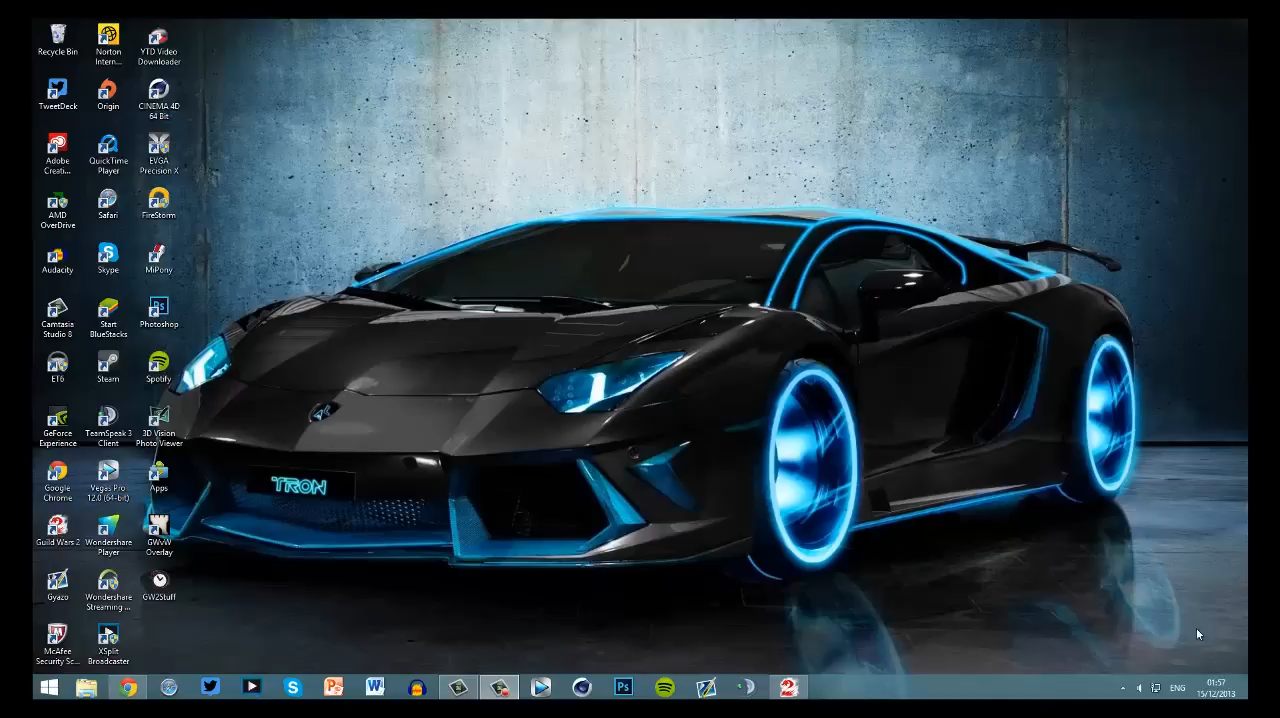 Recycle Bin
Norton
Intern...
YTD Video
Downloader
TweetDeck
Origin
CINEMA 4D
64 Bit
Adobe
Creati...
QuickTime
Player
EVGA
Precision X
AMD
OverDrive
Safari
FireStorm
Audacity
Skype
MiPony
Camtasia
Studio 8
Start
BlueStacks
Photoshop
ET6
Steam
Spotify
GeForce
Experience
TeamSpeak 3
Client
3D Vision
Photo Viewer
Google
Chrome
Vegas Pro
12.0 (64-bit)
Apps
Guild Wars 2
Wondershare
Player
GWvW
Overlay
Gyazo
Wondershare
Streaming ...
GW2Stuff
McAfee
Security Sc...
XSplit
Broadcaster
TRON
ENG
01:57
15/12/2013